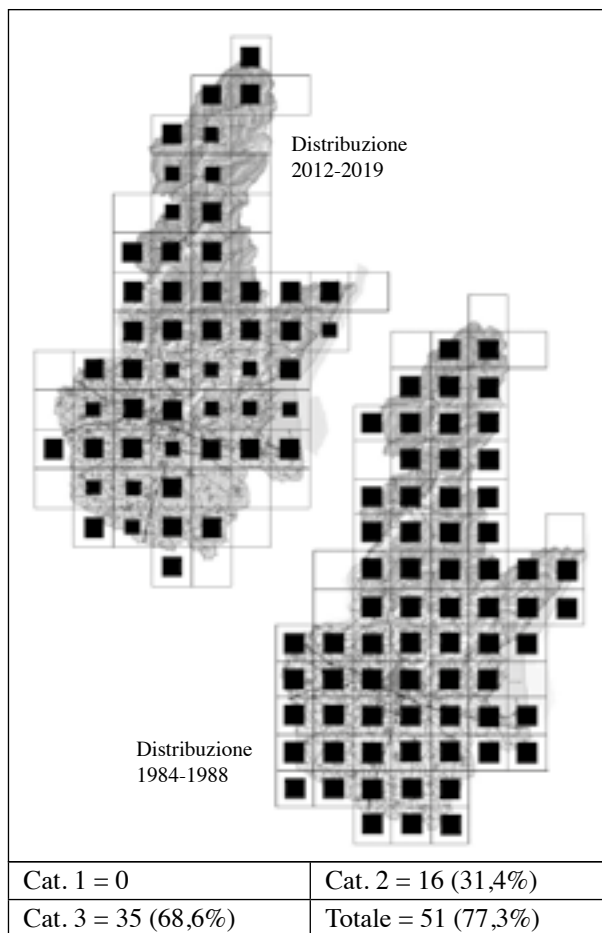 Distribuzione
2012-2019
Distribuzione
1984-1988
Cat. 1 = 0
Cat. 2 = 16 (31,4%)
Cat. 3 = 35 (68,6%)
Totale = 51 (77,3%)